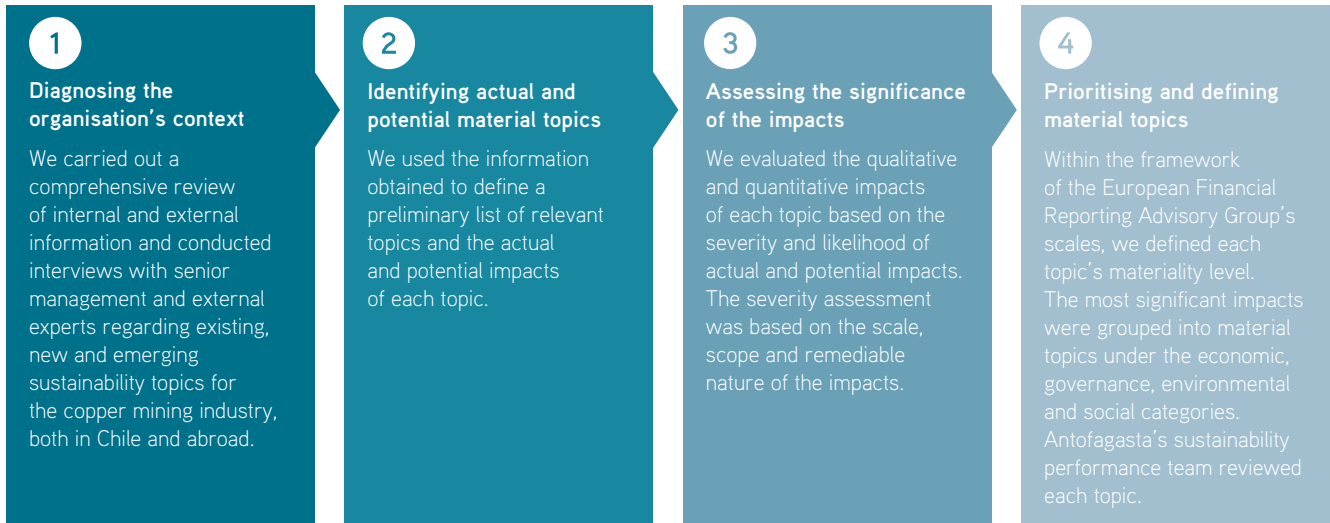 1
Diagnosing the
organisation's context
We carried out a
comprehensive review
of internal and external
information and conducted
interviews with senior
management and external
experts regarding existing,
new and emerging
sustainability topics for
the copper mining industry,
both in Chile and abroad.
2
Identifying actual and
potential material topics
We used the information
obtained to define a
preliminary list of relevant
topics and the actual
and potential impacts
of each topic.
3
Assessing the significance
of the impacts
We evaluated the qualitative
and quantitative impacts
of each topic based on the
severity and likelihood of
actual and potential impacts.
The severity assessment
was based on the scale,
scope and remediable
nature of the impacts.
4
Prioritising and defining
material topics
Within the framework
of the European Financial
Reporting Advisory Group's
scales, we defined each
topic's materiality level.
The most significant impacts
were grouped into material
topics under the economic,
governance, environmental
and social categories.
Antofagasta's sustainability
performance team reviewed
each topic.